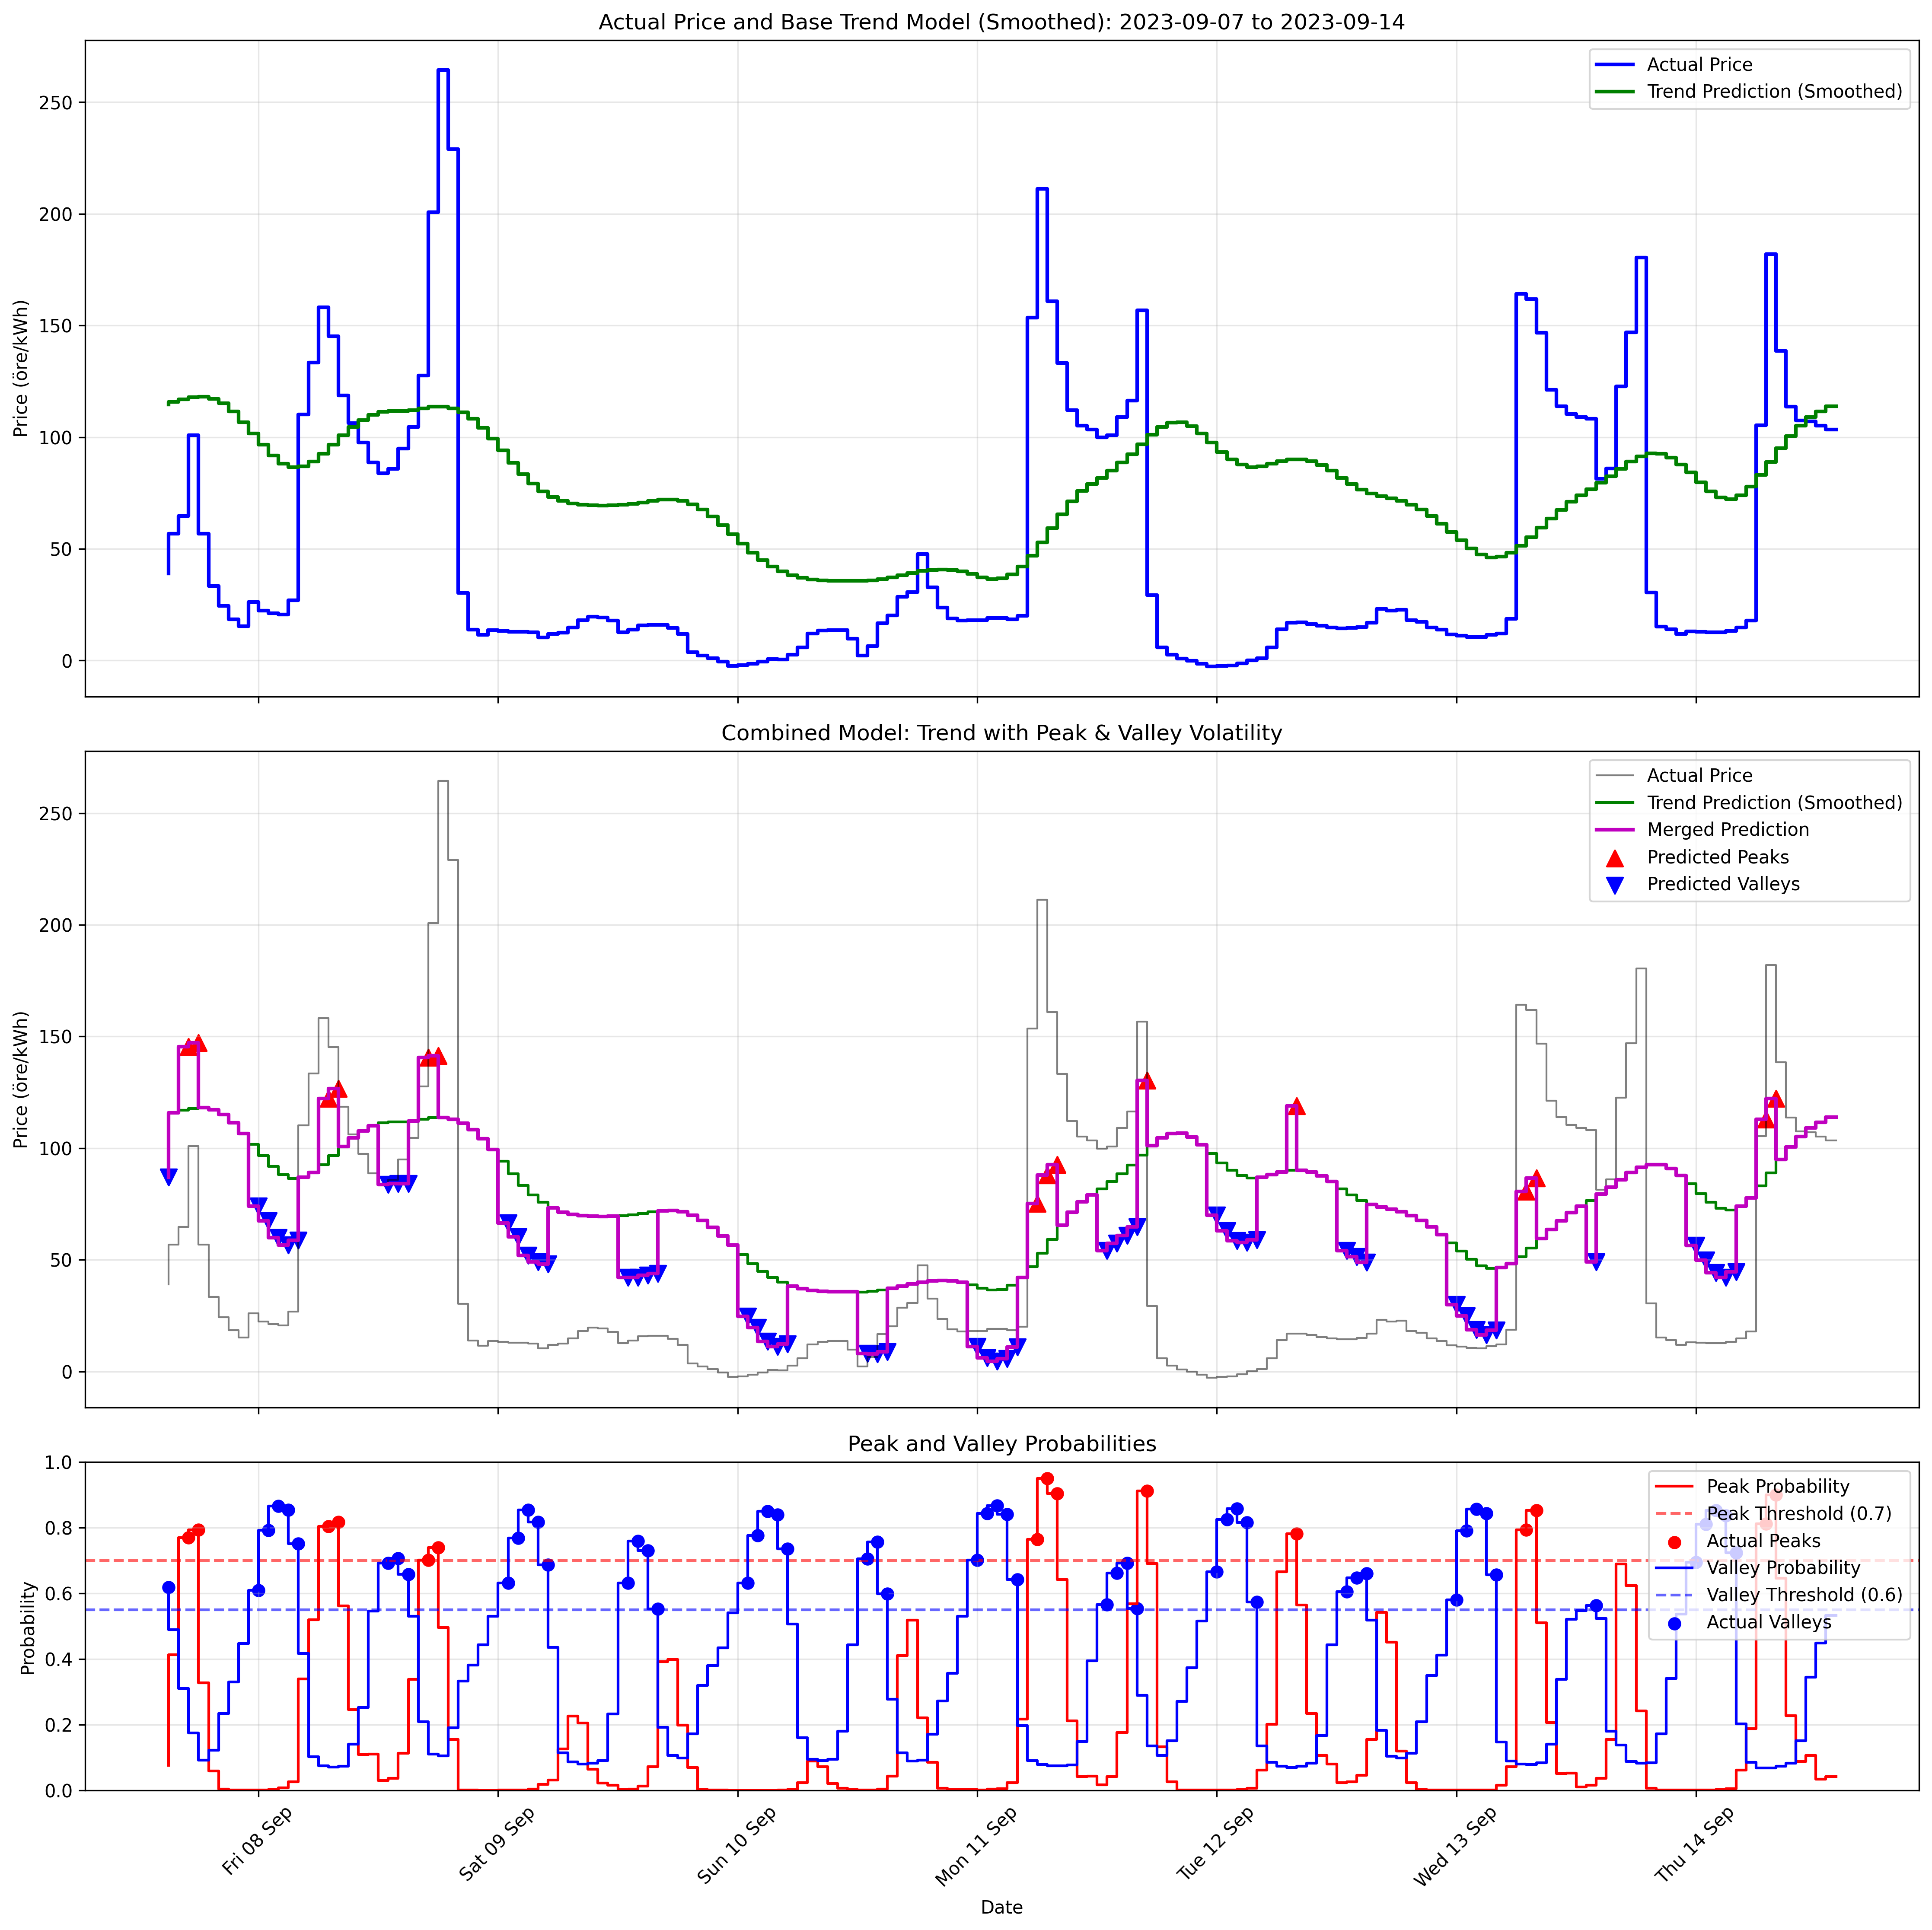 Actual Price and Base Trend Model (Smoothed): 2023-09-07 to 2023-09-14
Price (öre/kWh)
250
200
150
100
50
0
Actual Price
Trend Prediction (Smoothed)
Combined Model: Trend with Peak & Valley Volatility
Price (öre/kWh)
250
200
150
100
50
0
Actual Price
Trend Prediction (Smoothed)
Merged Prediction
Predicted Peaks
Predicted Valleys
Peak and Valley Probabilities
Probability
1.0
0.8
0.6
0.4
0.2
0.0
Peak Probability
Peak Threshold (0.7)
Actual Peaks
Valley Probability
Valley Threshold (0.6)
Actual Valleys
Fri 08 Sep
Sat 09 Sep
Sun 10 Sep
Mon 11 Sep
Tue 12 Sep
Wed 13 Sep
Thu 14 Sep
Date